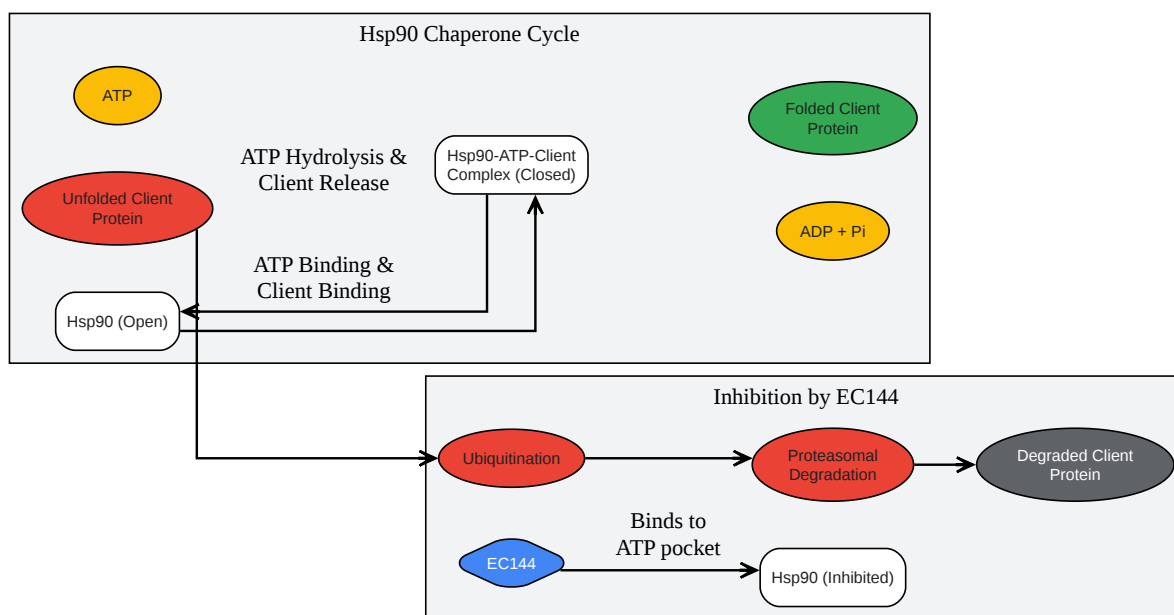 Hsp90 Chaperone Cycle
ATP
Folded Client
Protein
ATP Hydrolysis &
Client Release
Hsp90-ATP-Client
Complex (Closed)
Unfolded Client
Protein
ADP + Pi
ATP Binding &
Client Binding
Hsp90 (Open)
Inhibition by EC144
Ubiquitination
Proteasomal
Degradation
Degraded Client
Protein
Binds to
ATP pocket
EC144
Hsp90 (Inhibited)